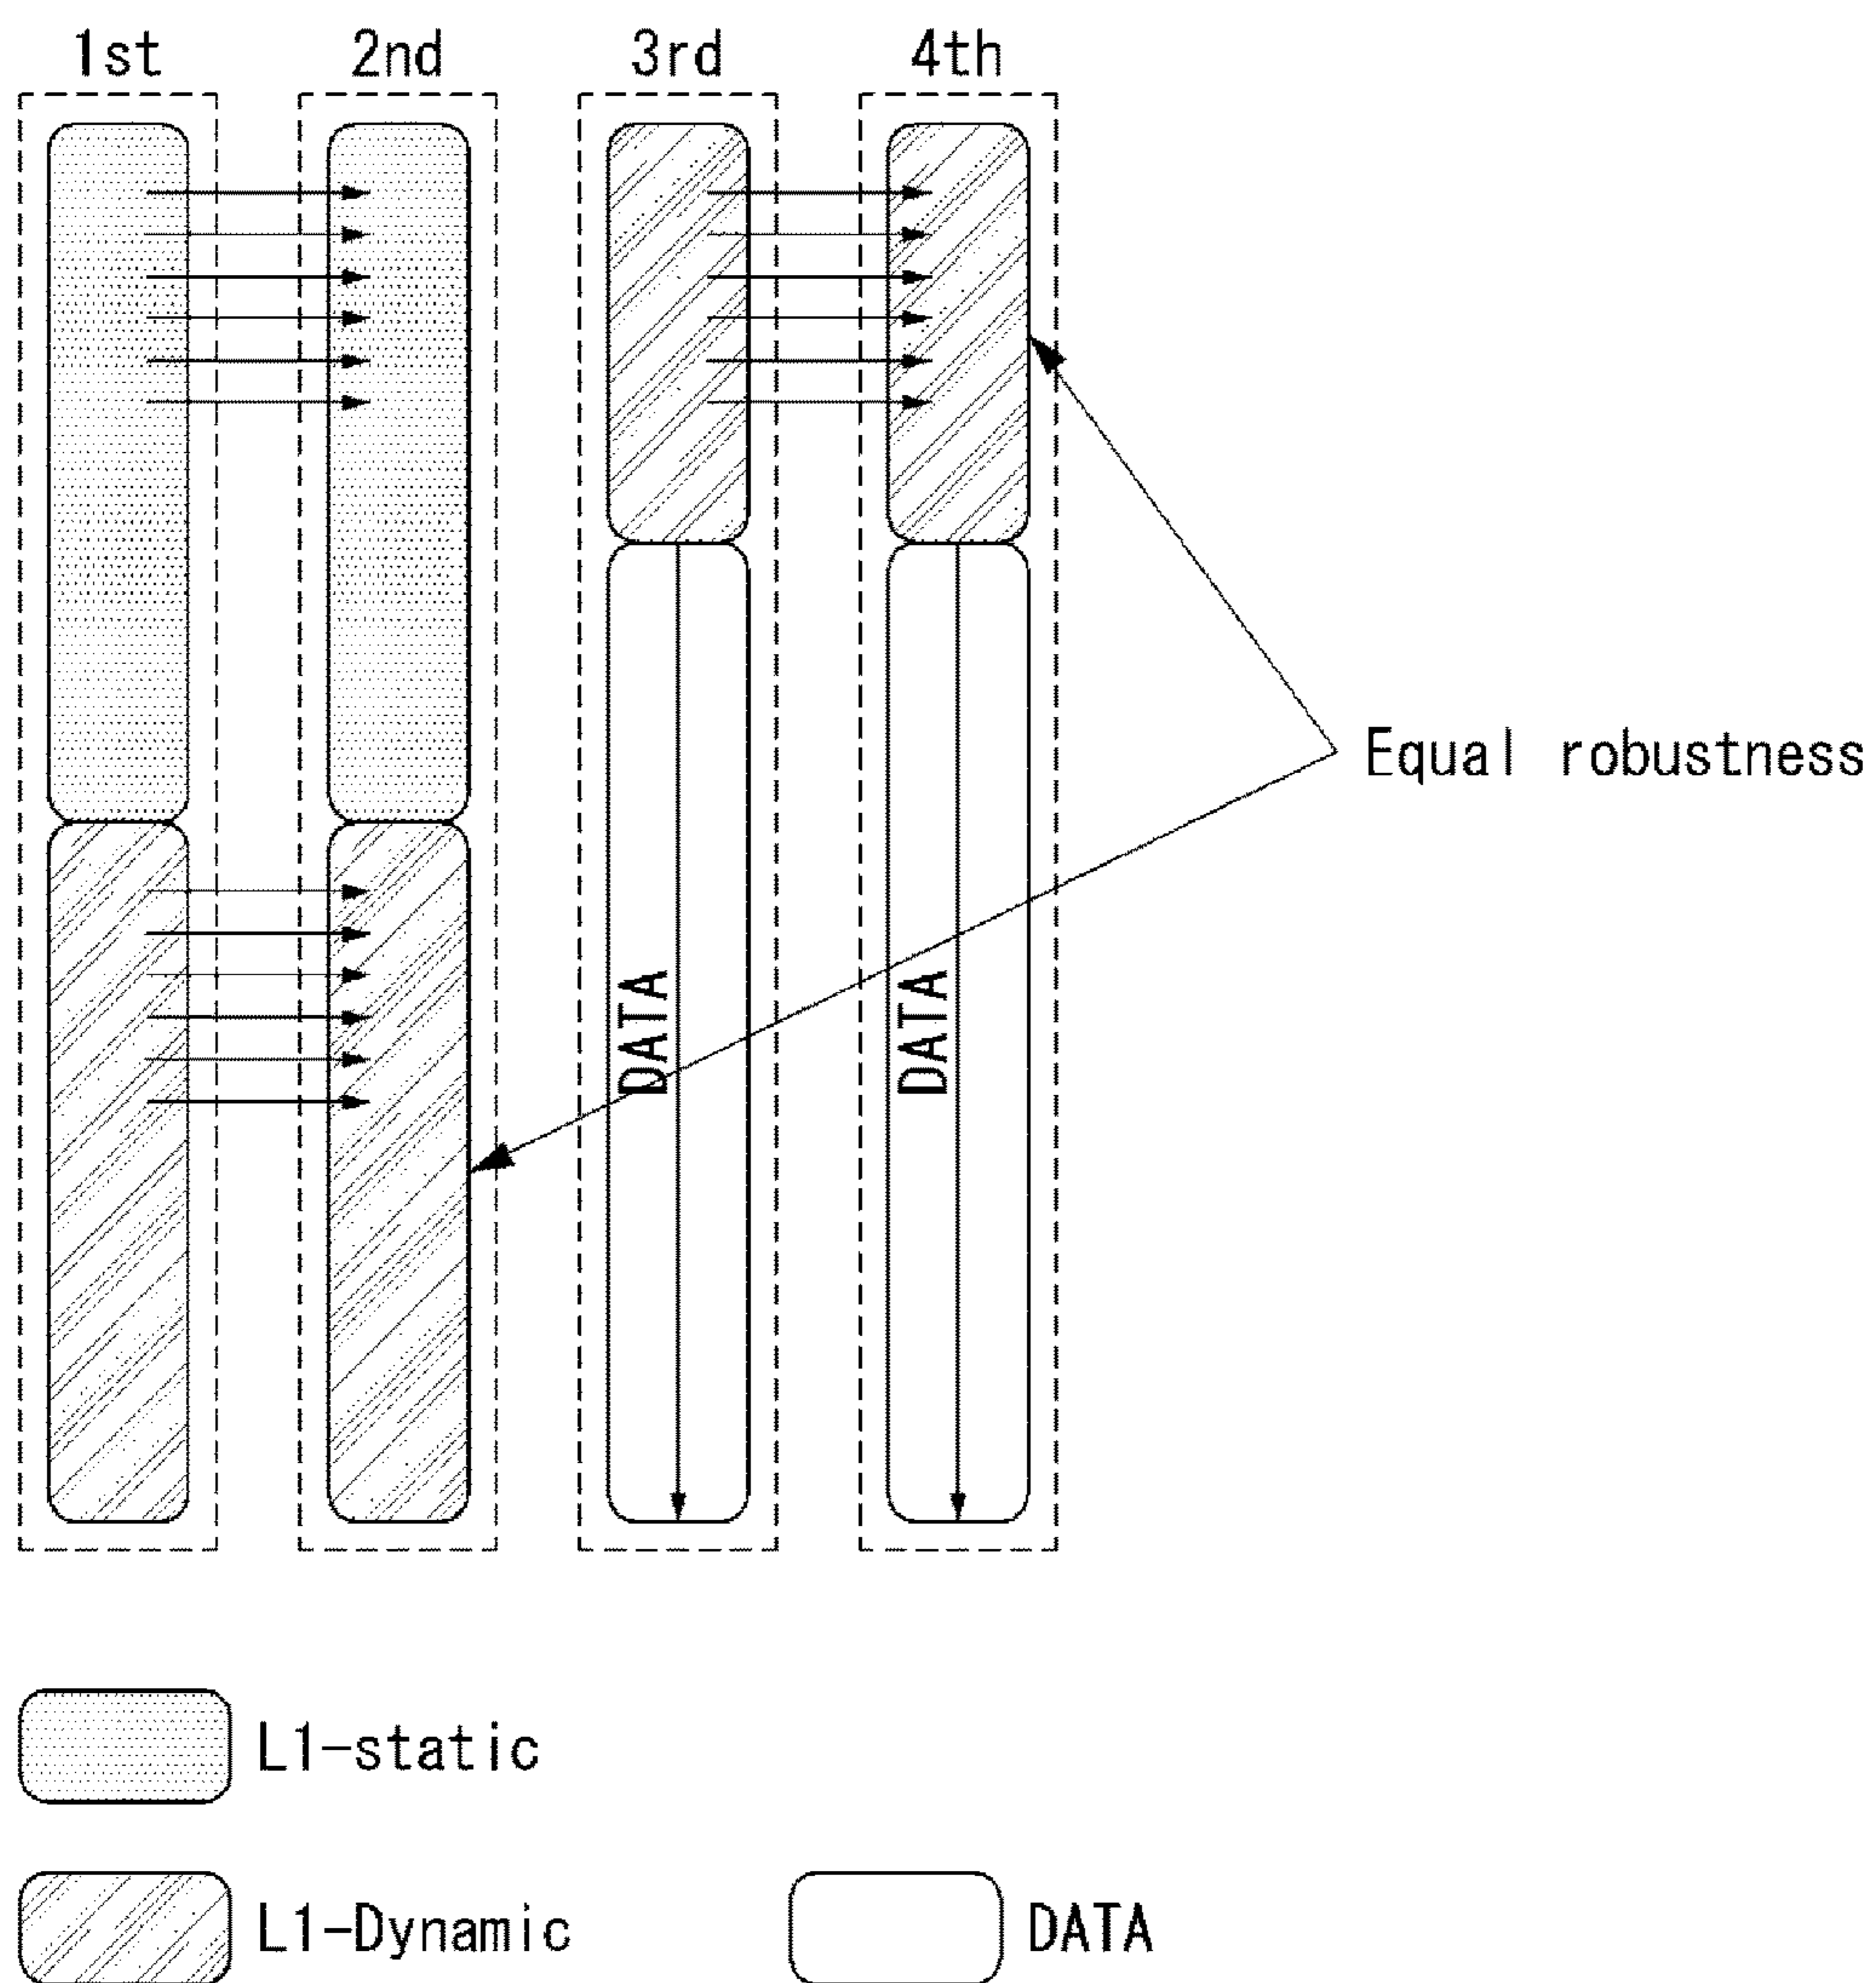 1st 2nd 3rd 4th
Equal robustness
DATA DATA
L1-static
L1-Dynamic DATA